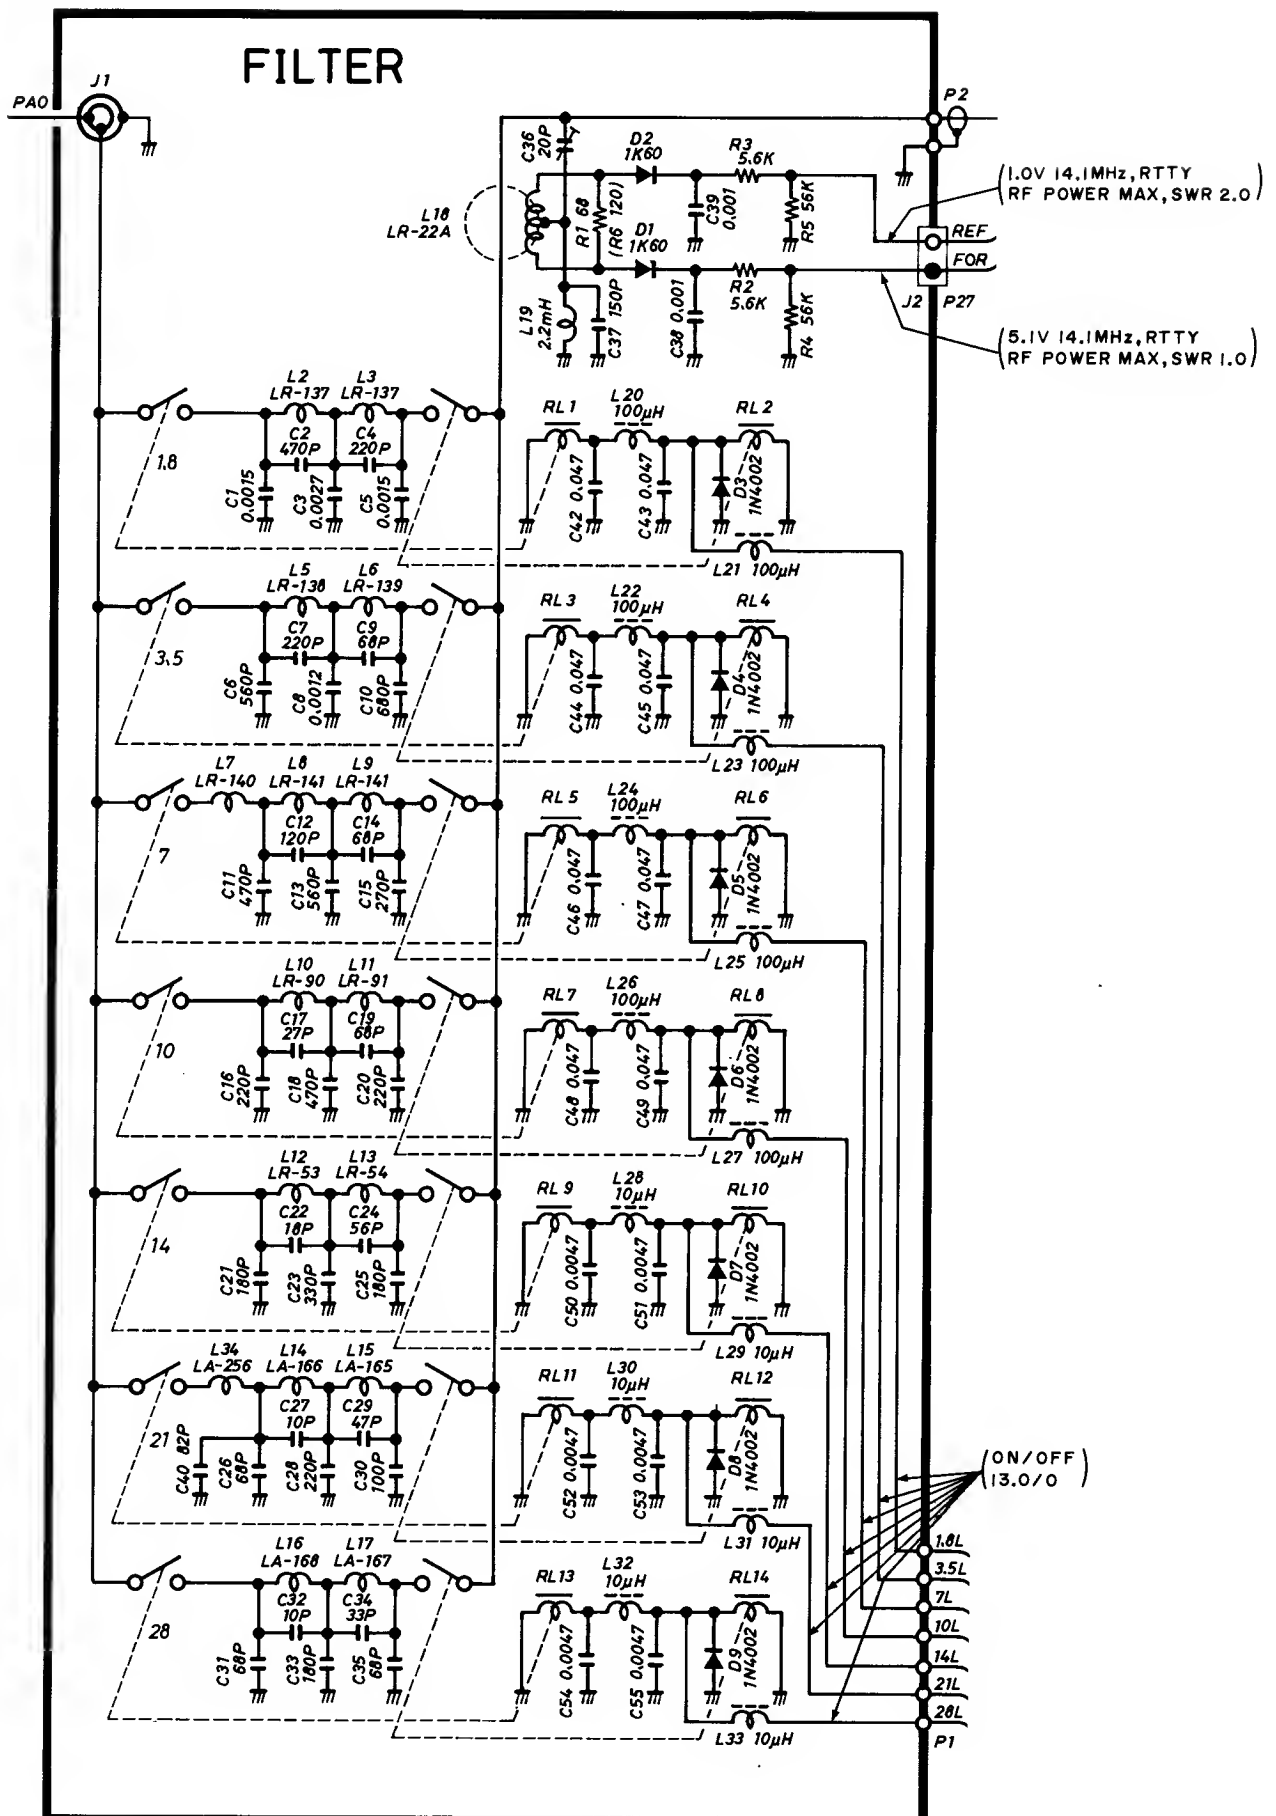 FILTER
J1
PAO
P2
C36
20P
D2
1K60
R3
5.6K
C39
0.001
R5 56K
L18
LR-22A
R1 68
(R6 120)
D1
1K60
(1.0V 14.1MHz, RTTY
RF POWER MAX, SWR 2.0)
REF
FOR
J2
P27
L19
2.2mH
C37 150P
C38 0.001
R2
5.6K
R4 56K
(5.1V 14.1MHz, RTTY
RF POWER MAX, SWR 1.0)
L2
LR-137
L3
LR-137
C2
470P
C4
220P
1.8
C1
0.0015
C3
0.0027
C5
0.0015
RL1
L20
100μH
RL2
C42 0.047
C43 0.047
D3
1N4002
L21 100μH
L5
LR-138
L6
LR-139
C7
220P
C9
68P
3.5
C6
560P
C8
0.0012
C10
680P
RL3
L22
100μH
RL4
C44 0.047
C45 0.047
D4
1N4002
L23 100μH
L7
LR-140
L8
LR-141
L9
LR-141
C12
120P
C14
68P
7
C11
470P
C13
560P
C15
270P
RL5
L24
100μH
RL6
C46 0.047
C47 0.047
D5
1N4002
L25 100μH
L10
LR-90
L11
LR-91
C17
27P
C19
68P
10
C16
220P
C18
470P
C20
220P
RL7
L26
100μH
RL8
C48 0.047
C49 0.047
D6
1N4002
L27 100μH
L12
LR-53
L13
LR-54
C22
18P
C24
56P
14
C21
180P
C23
330P
C25
180P
RL9
L28
10μH
RL10
C50 0.0047
C51 0.0047
D7
1N4002
L29 10μH
L34
LA-256
L14
LA-166
L15
LA-165
C27
10P
C29
47P
21
C40 82P
C26
68P
C28
220P
C30
100P
RL11
L30
10μH
RL12
C52 0.0047
C53 0.0047
D8
1N4002
L31 10μH
(ON/OFF
13.0/0)
L16
LA-168
L17
LA-167
C32
10P
C34
33P
28
C31
68P
C33
180P
C35
68P
RL13
L32
10μH
RL14
C54 0.0047
C55 0.0047
D9
1N4002
L33 10μH
1.8L
3.5L
7L
10L
14L
21L
28L
P1